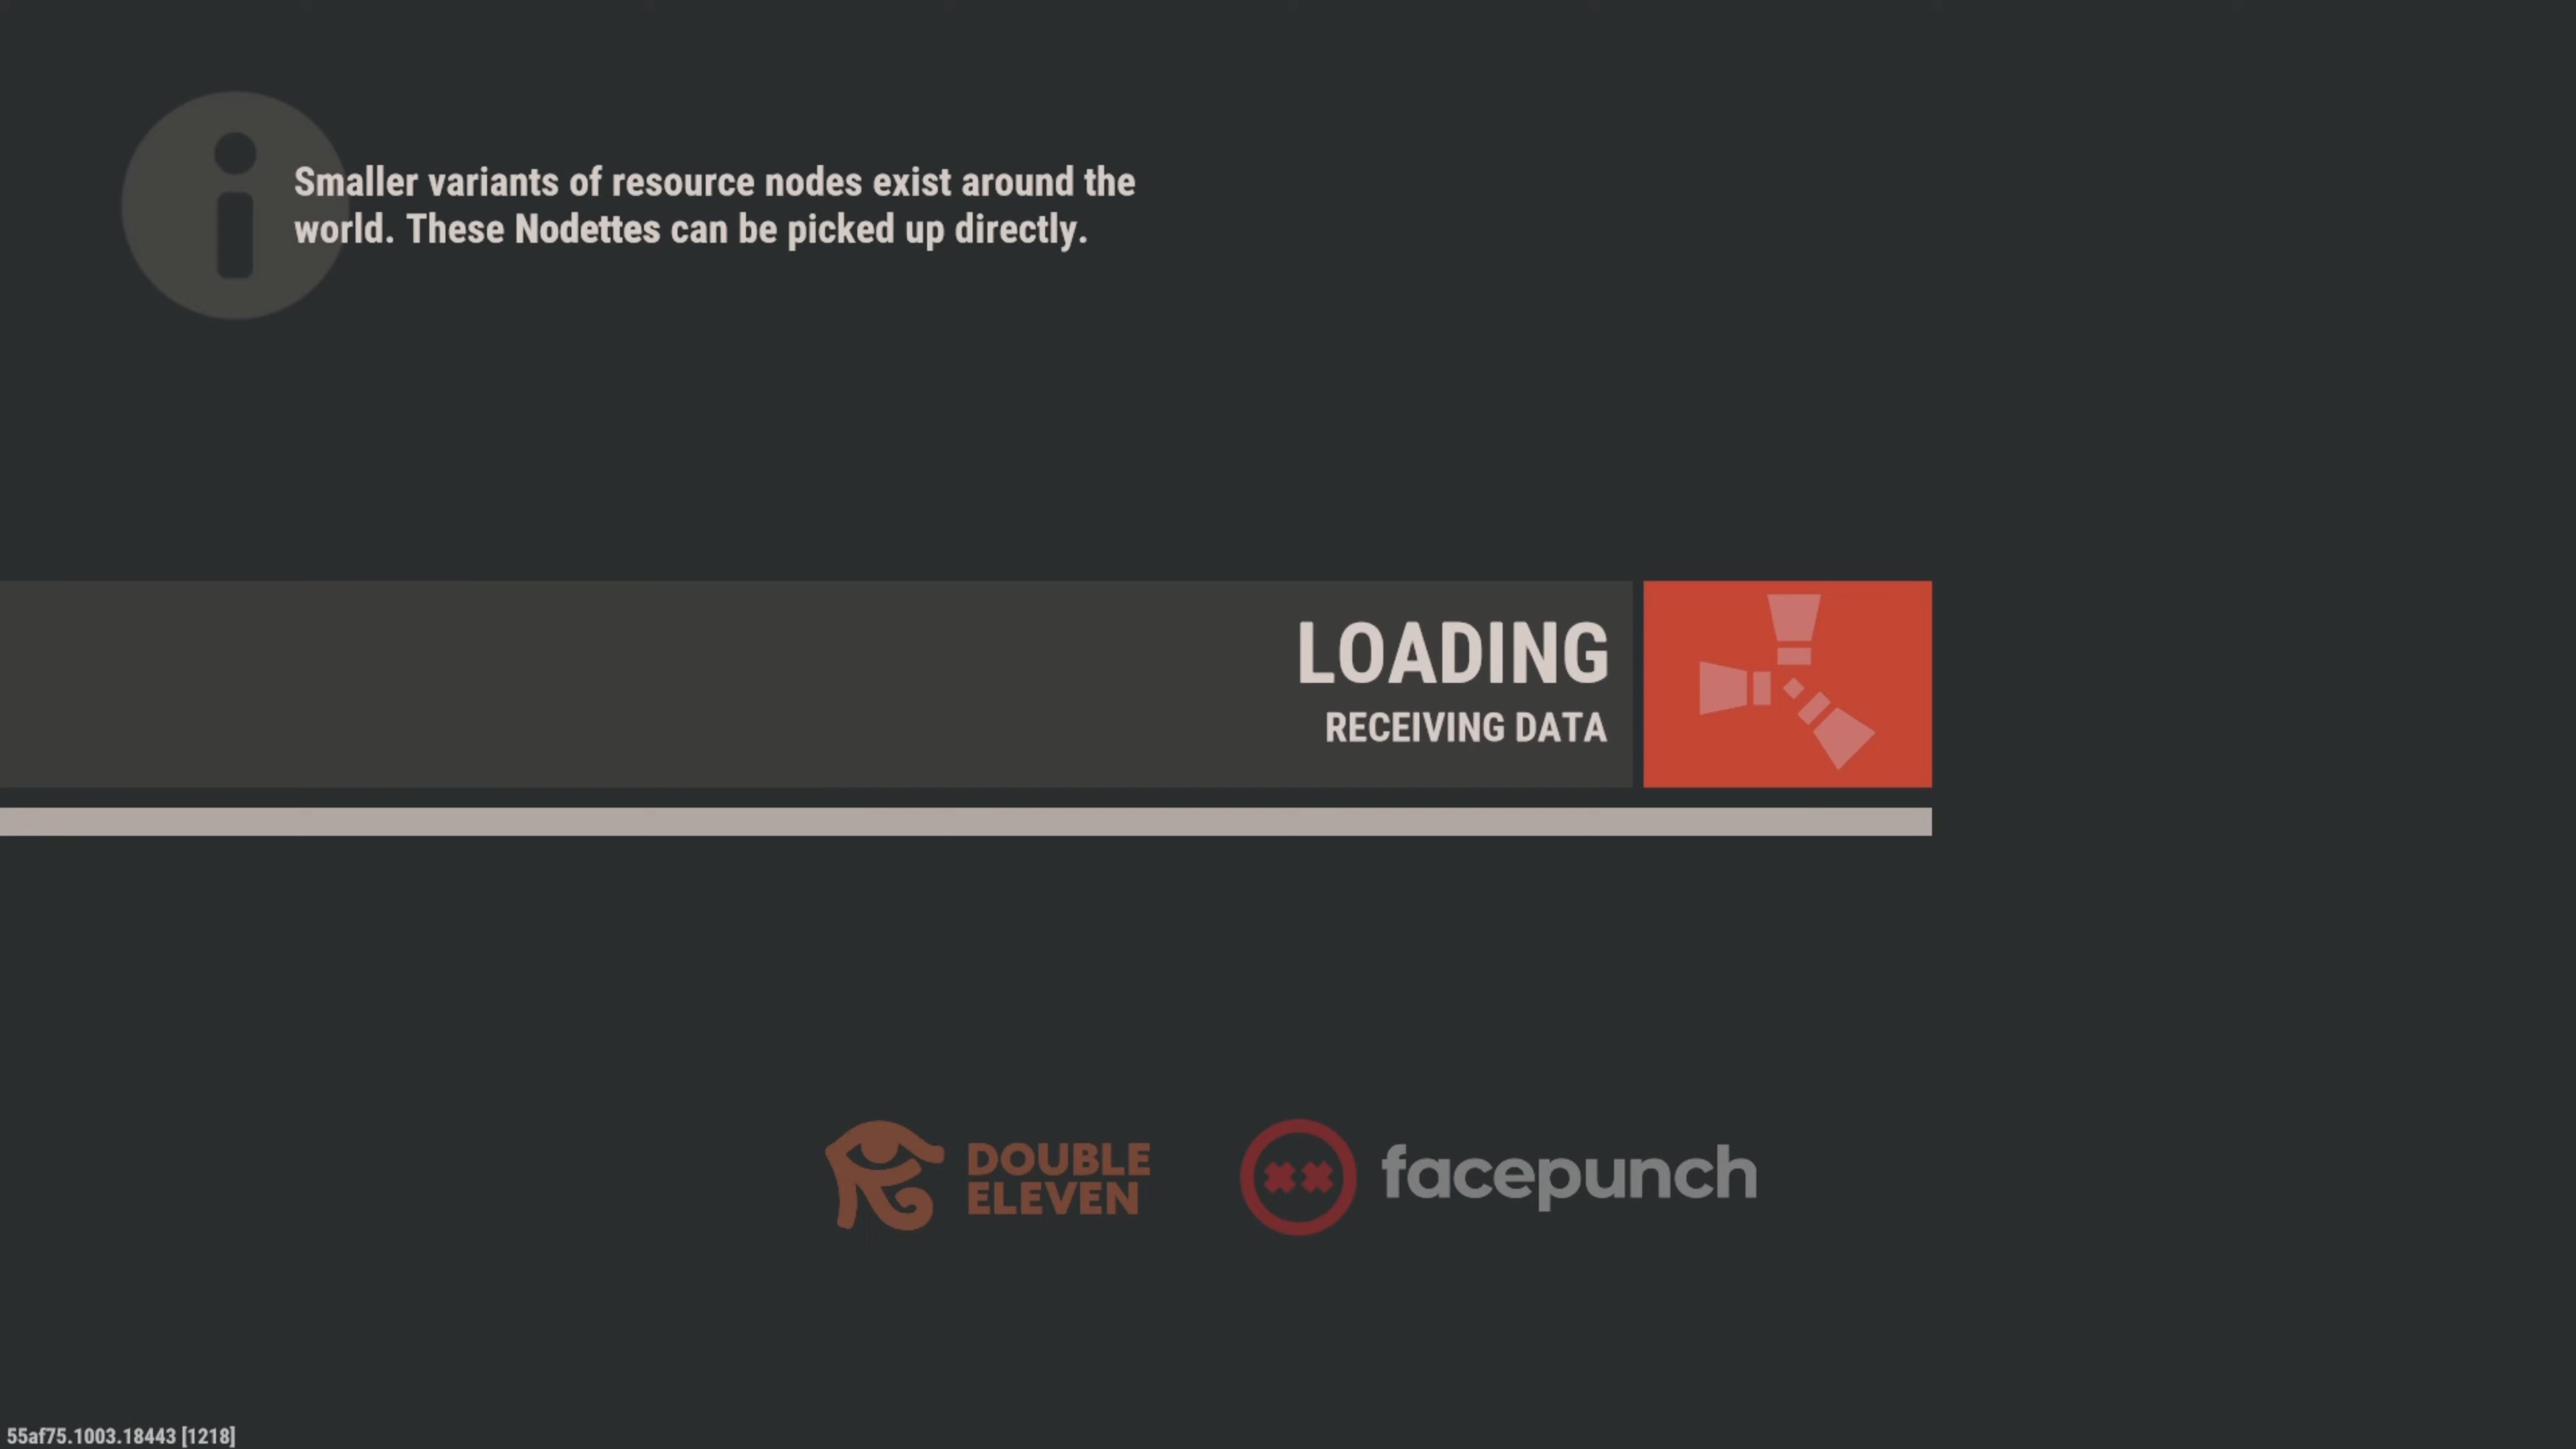 Smaller variants of resource nodes exist around the
world. These Nodettes can be picked up directly.
LOADING
RECEIVING DATA
DOUBLE
ELEVEN
facepunch
55af75.1003.18443 [1218]